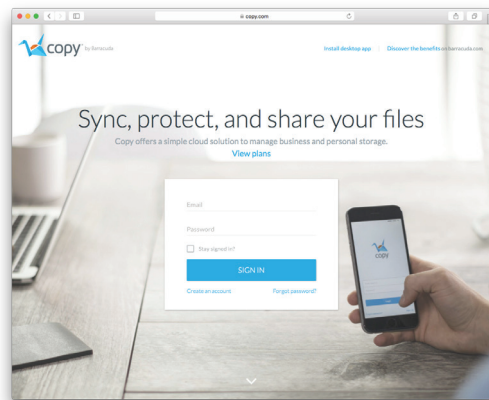 copy.com
copy by Barracuda
Install desktop app
Discover the benefits on barracuda.com
Sync, protect, and share your files
Copy offers a simple cloud solution to manage business and personal storage.
View plans
Email
Password
Stay signed in?
SIGN IN
Create an account
Forgot password?
copy